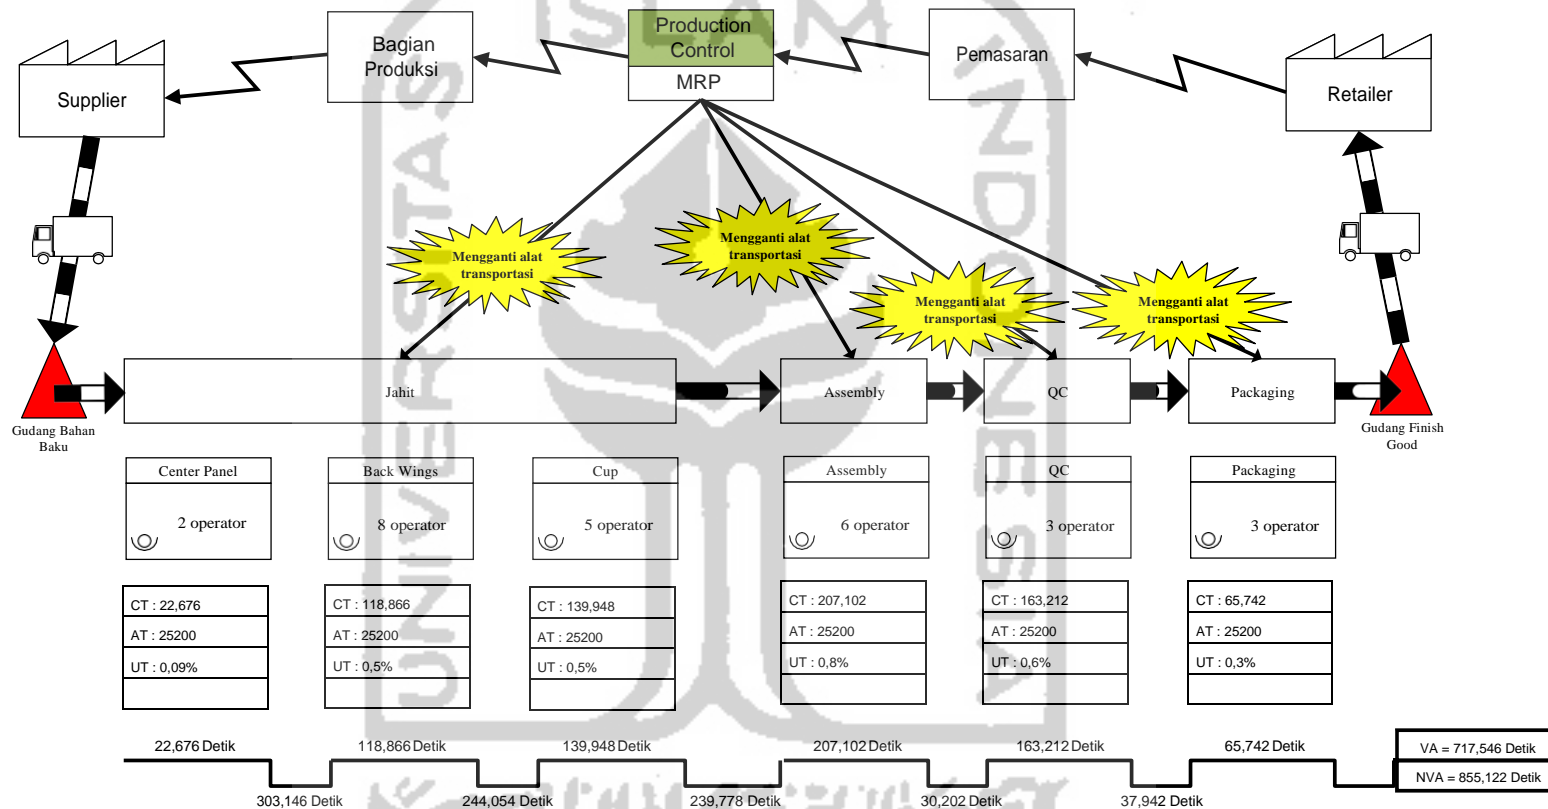 ISLAM
UNIVERSITAS
INDONESIA
Supplier
Bagian
Produksi
Production
Control
MRP
Pemasaran
Retailer
Mengganti alat
transportasi
Mengganti alat
transportasi
Mengganti alat
transportasi
Mengganti alat
transportasi
Gudang Bahan
Baku
Jahit
Assembly
QC
Packaging
Gudang Finish
Good
Center Panel
2 operator
Back Wings
8 operator
Cup
5 operator
Assembly
6 operator
QC
3 operator
Packaging
3 operator
CT : 22,676
AT : 25200
UT : 0,09%
CT : 118,866
AT : 25200
UT : 0,5%
CT : 139,948
AT : 25200
UT : 0,5%
CT : 207,102
AT : 25200
UT : 0,8%
CT : 163,212
AT : 25200
UT : 0,6%
CT : 65,742
AT : 25200
UT : 0,3%
22,676 Detik
118,866 Detik
139,948 Detik
207,102 Detik
163,212 Detik
65,742 Detik
303,146 Detik
244,054 Detik
239,778 Detik
30,202 Detik
37,942 Detik
VA = 717,546 Detik
NVA = 855,122 Detik